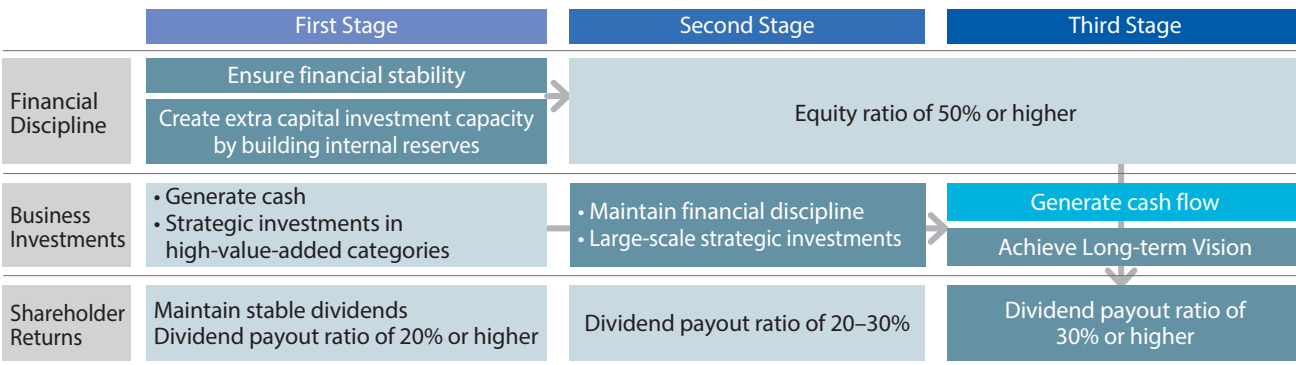 First Stage
Second Stage
Third Stage
Financial
Discipline
Ensure financial stability
Create extra capital investment capacity
by building internal reserves
Equity ratio of 50% or higher
Business
Investments
• Generate cash
• Strategic investments in
high-value-added categories
• Maintain financial discipline
• Large-scale strategic investments
Generate cash flow
Achieve Long-term Vision
Shareholder
Returns
Maintain stable dividends
Dividend payout ratio of 20% or higher
Dividend payout ratio of 20–30%
Dividend payout ratio of
30% or higher